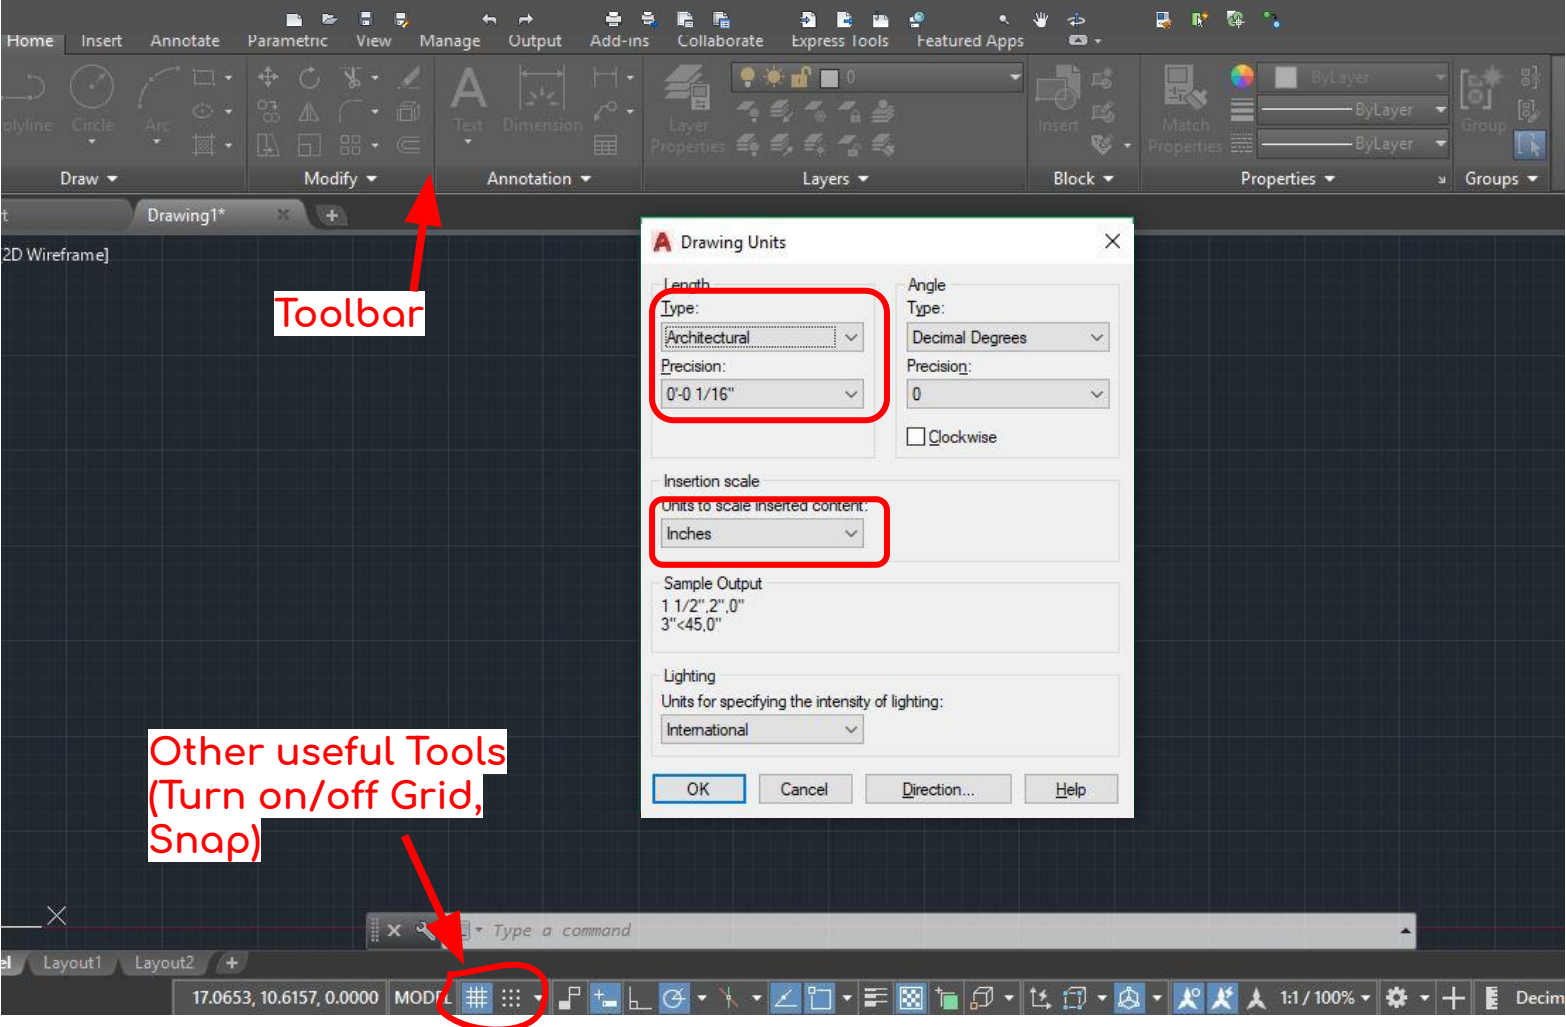 Home Insert Annotate Parametric View Manage Output Add-ins Collaborate Express Tools Featured Apps
0
ByLayer
olyline Circle Arc Text Dimension Layer Properties Insert Match Properties ByLayer Group
ByLayer
Draw Modify Annotation Layers Block Properties Groups
Drawing1*
2D Wireframe]
Toolbar
Drawing Units
Length
Type:
Architectural
Precision:
0'-0 1/16"
Angle
Type:
Decimal Degrees
Precision:
0
Clockwise
Insertion scale
Units to scale inserted content:
Inches
Sample Output
1 1/2",2",0"
3"<45,0"
Lighting
Units for specifying the intensity of lighting:
International
OK Cancel Direction... Help
Other useful Tools
(Turn on/off Grid,
Snap)
Type a command
el Layout1 Layout2 +
17.0653, 10.6157, 0.0000 MODEL 1:1 / 100% Decim